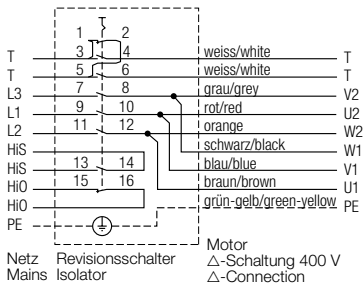 1 2
T 3 4 weiss/white T
T 5 6 weiss/white T
L3 7 8 grau/grey V2
L1 9 10 rot/red U2
L2 11 12 orange W2
HiS schwarz/black W1
HiS 13 14 blau/blue V1
HiO 15 16 braun/brown U1
HiO grün-gelb/green-yellow PE
PE
Netz Revisionsschalter Motor
Mains Isolator △-Schaltung 400 V
△-Connection